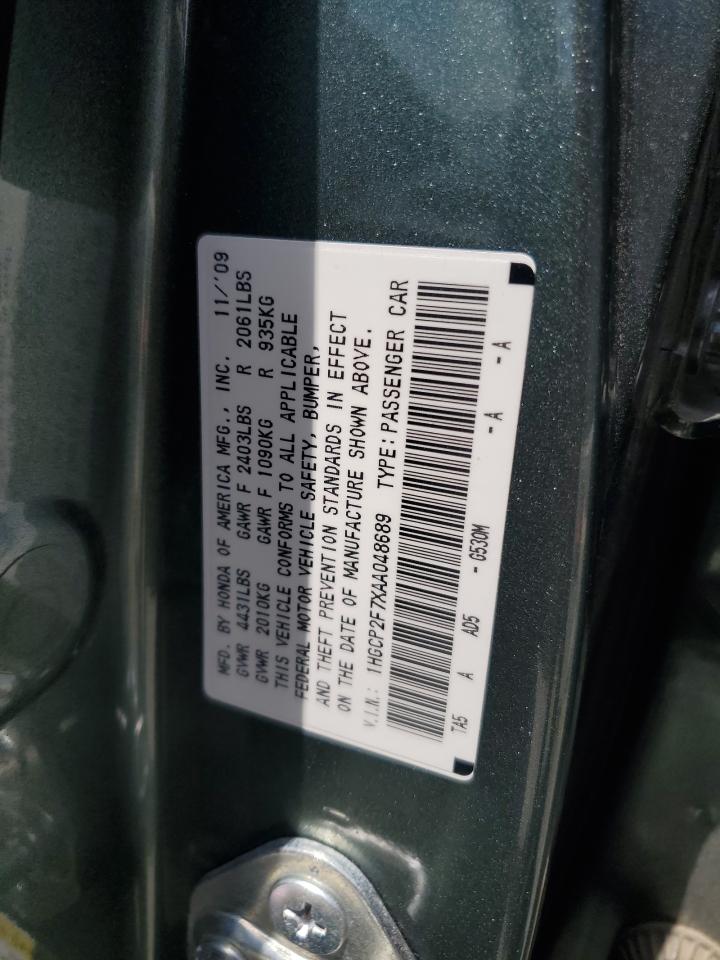 MFD. BY HONDA OF AMERICA MFG., INC. 11/'09
GVWR 4431LBS GAWR F 2403LBS R 2061LBS
GVWR 2010KG GAWR F 1090KG R 935KG
THIS VEHICLE CONFORMS TO ALL APPLICABLE
FEDERAL MOTOR VEHICLE SAFETY, BUMPER,
AND THEFT PREVENTION STANDARDS IN EFFECT
ON THE DATE OF MANUFACTURE SHOWN ABOVE.
V.I.N.: 1HGCP2F7XAA048689 TYPE:PASSENGER CAR
TA5 A AD5 - G530M - A - A